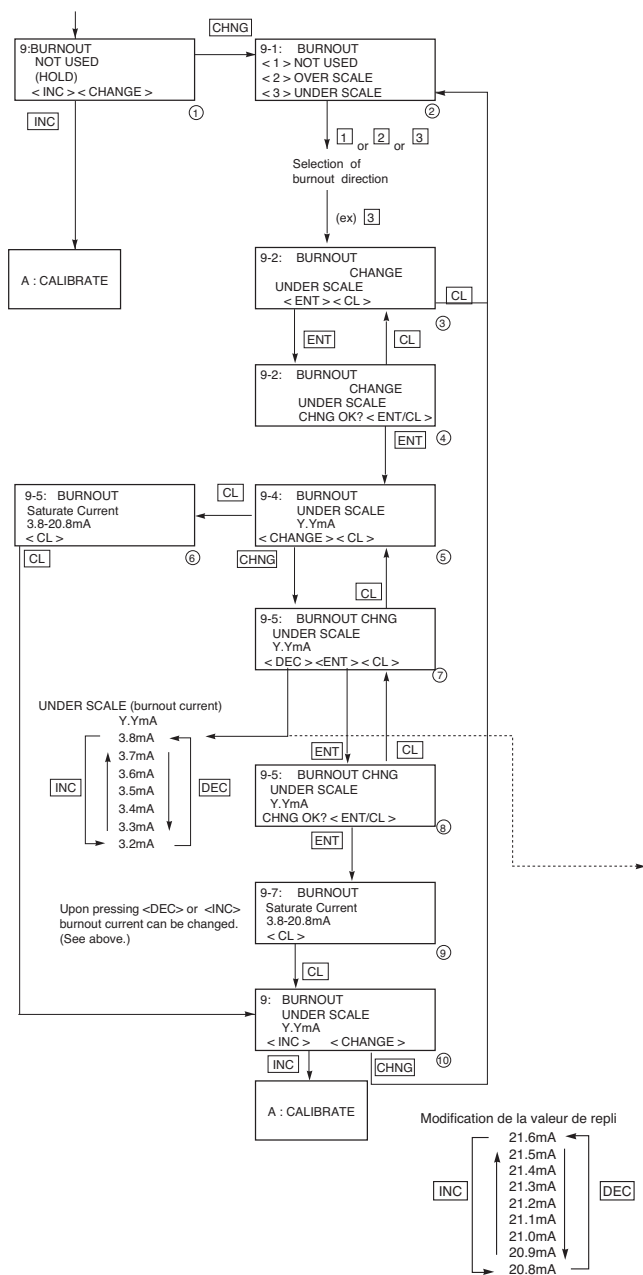 CHNG
9:BURNOUT
NOT USED
(HOLD)
< INC > < CHANGE >
①
9-1: BURNOUT
< 1 > NOT USED
< 2 > OVER SCALE
< 3 > UNDER SCALE
②
INC
1 or 2 or 3
Selection of
burnout direction
(ex) 3
A : CALIBRATE
9-2: BURNOUT
CHANGE
UNDER SCALE
< ENT > < CL >
③
CL
ENT
CL
9-2: BURNOUT
CHANGE
UNDER SCALE
CHNG OK? < ENT/CL >
④
ENT
9-5: BURNOUT
Saturate Current
3.8-20.8mA
< CL >
⑥
CL
9-4: BURNOUT
UNDER SCALE
Y.YmA
< CHANGE > < CL >
⑤
CL
CHNG
CL
9-5: BURNOUT CHNG
UNDER SCALE
Y.YmA
< DEC > <ENT > < CL >
⑦
UNDER SCALE (burnout current)
Y.YmA
3.8mA
3.7mA
3.6mA
3.5mA
3.4mA
3.3mA
3.2mA
INC
DEC
ENT
CL
9-5: BURNOUT CHNG
UNDER SCALE
Y.YmA
CHNG OK? < ENT/CL >
⑧
ENT
Upon pressing <DEC> or <INC>
burnout current can be changed.
(See above.)
9-7: BURNOUT
Saturate Current
3.8-20.8mA
< CL >
⑨
CL
9: BURNOUT
UNDER SCALE
Y.YmA
< INC > < CHANGE >
⑩
INC
CHNG
A : CALIBRATE
Modification de la valeur de repli
21.6mA
21.5mA
21.4mA
21.3mA
21.2mA
21.1mA
21.0mA
20.9mA
20.8mA
INC
DEC